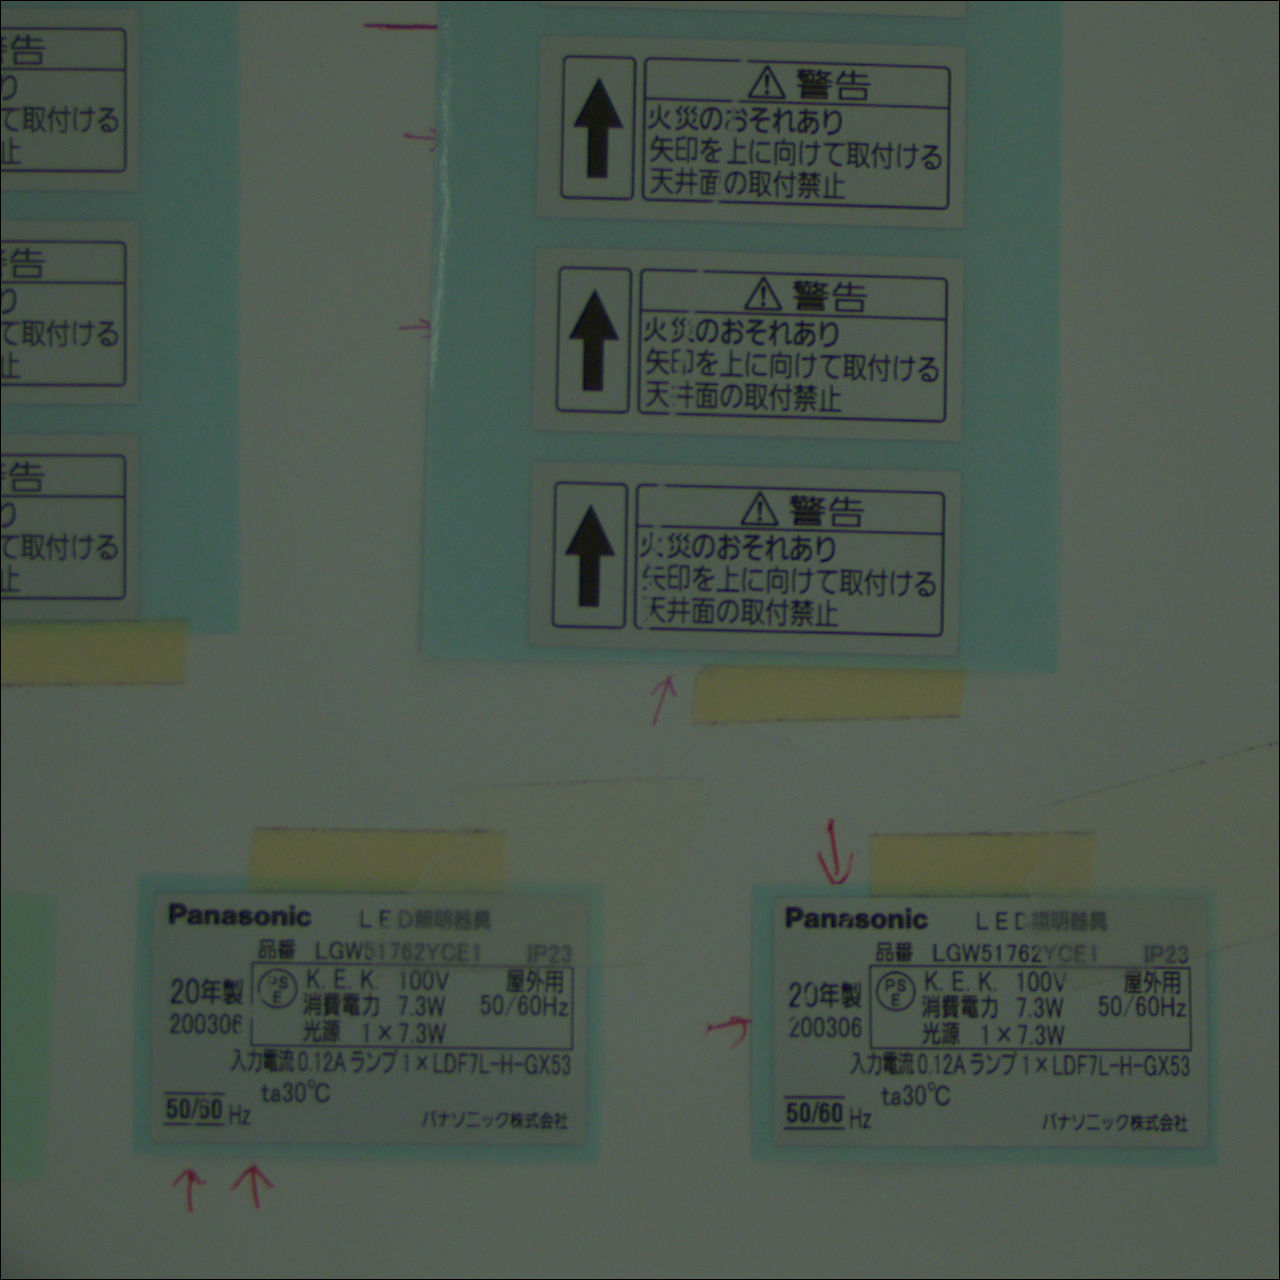 告
り
て取付ける
止
告
り
て取付ける
止
告
り
て取付ける
止
警告
火災のおそれあり
矢印を上に向けて取付ける
天井面の取付禁止
警告
火災のおそれあり
矢印を上に向けて取付ける
天井面の取付禁止
警告
火災のおそれあり
矢印を上に向けて取付ける
天井面の取付禁止
Panasonic LED照明器具
品番 LGW51762YCE1 IP23
20年製 PSE K.E.K. 100V 屋外用
200306 消費電力 7.3W 50/60Hz
光源 1×7.3W
入力電流0.12A ランプ1×LDF7L-H-GX53
ta30℃
50/60 Hz パナソニック株式会社
Panasonic LED照明器具
品番 LGW51762YCE1 IP23
20年製 PSE K.E.K. 100V 屋外用
200306 消費電力 7.3W 50/60Hz
光源 1×7.3W
入力電流0.12A ランプ1×LDF7L-H-GX53
ta30℃
50/60 Hz パナソニック株式会社